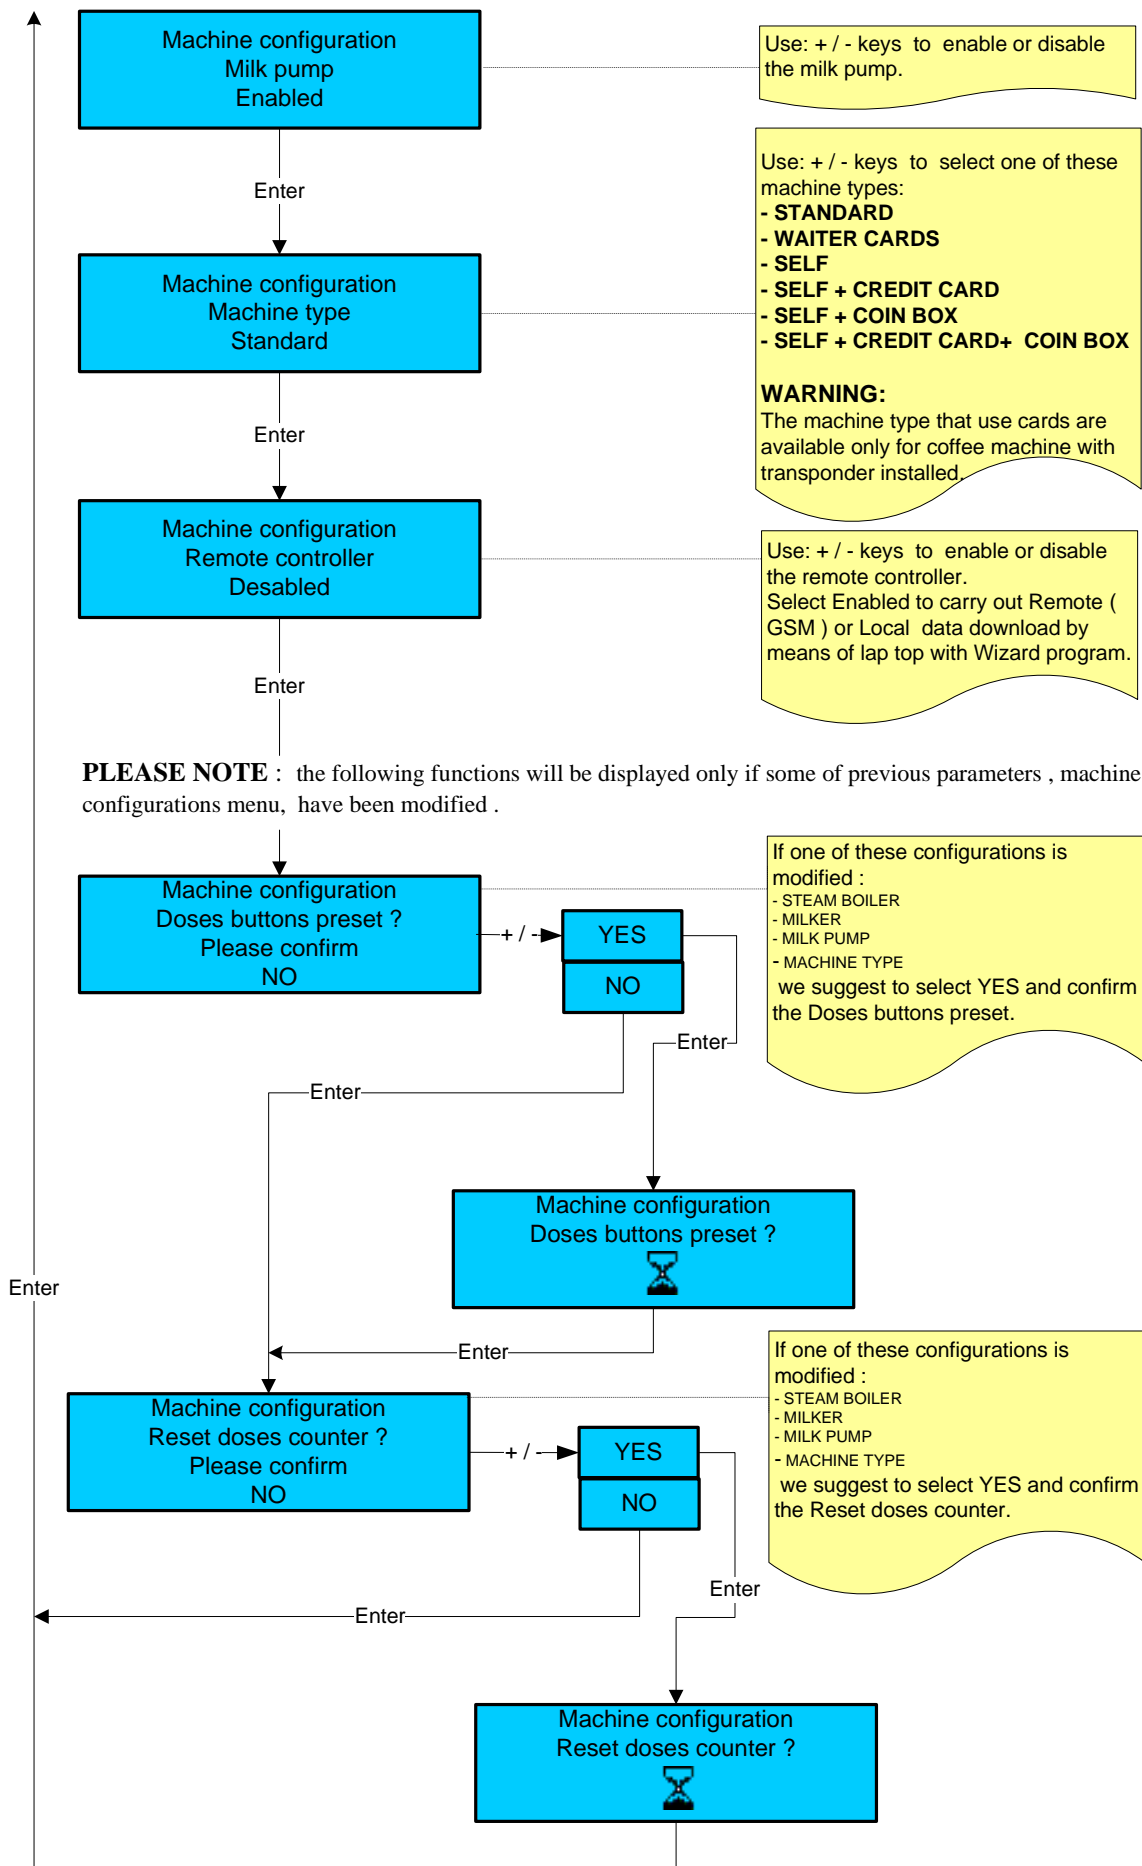 Machine configuration
Milk pump
Enabled
Use: + / - keys to enable or disable
the milk pump.
Enter
Use: + / - keys to select one of these
machine types:
- STANDARD
- WAITER CARDS
- SELF
- SELF + CREDIT CARD
- SELF + COIN BOX
- SELF + CREDIT CARD+ COIN BOX
WARNING:
The machine type that use cards are
available only for coffee machine with
transponder installed.
Machine configuration
Machine type
Standard
Enter
Machine configuration
Remote controller
Desabled
Use: + / - keys to enable or disable
the remote controller.
Select Enabled to carry out Remote (
GSM ) or Local data download by
means of lap top with Wizard program.
Enter
PLEASE NOTE : the following functions will be displayed only if some of previous parameters , machine
configurations menu, have been modified .
Machine configuration
Doses buttons preset ?
Please confirm
NO
+ / -
YES
NO
If one of these configurations is
modified :
- STEAM BOILER
- MILKER
- MILK PUMP
- MACHINE TYPE
we suggest to select YES and confirm
the Doses buttons preset.
Enter
Enter
Machine configuration
Doses buttons preset ?
Enter
Enter
Machine configuration
Reset doses counter ?
Please confirm
NO
+ / -
YES
NO
If one of these configurations is
modified :
- STEAM BOILER
- MILKER
- MILK PUMP
- MACHINE TYPE
we suggest to select YES and confirm
the Reset doses counter.
Enter
Enter
Machine configuration
Reset doses counter ?